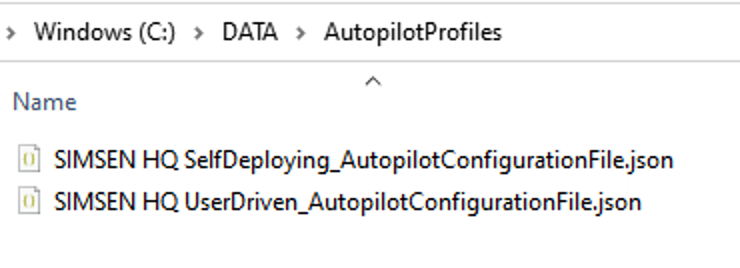 Windows (C:) > DATA > AutopilotProfiles
Name
SIMSEN HQ SelfDeploying_AutopilotConfigurationFile.json
SIMSEN HQ UserDriven_AutopilotConfigurationFile.json